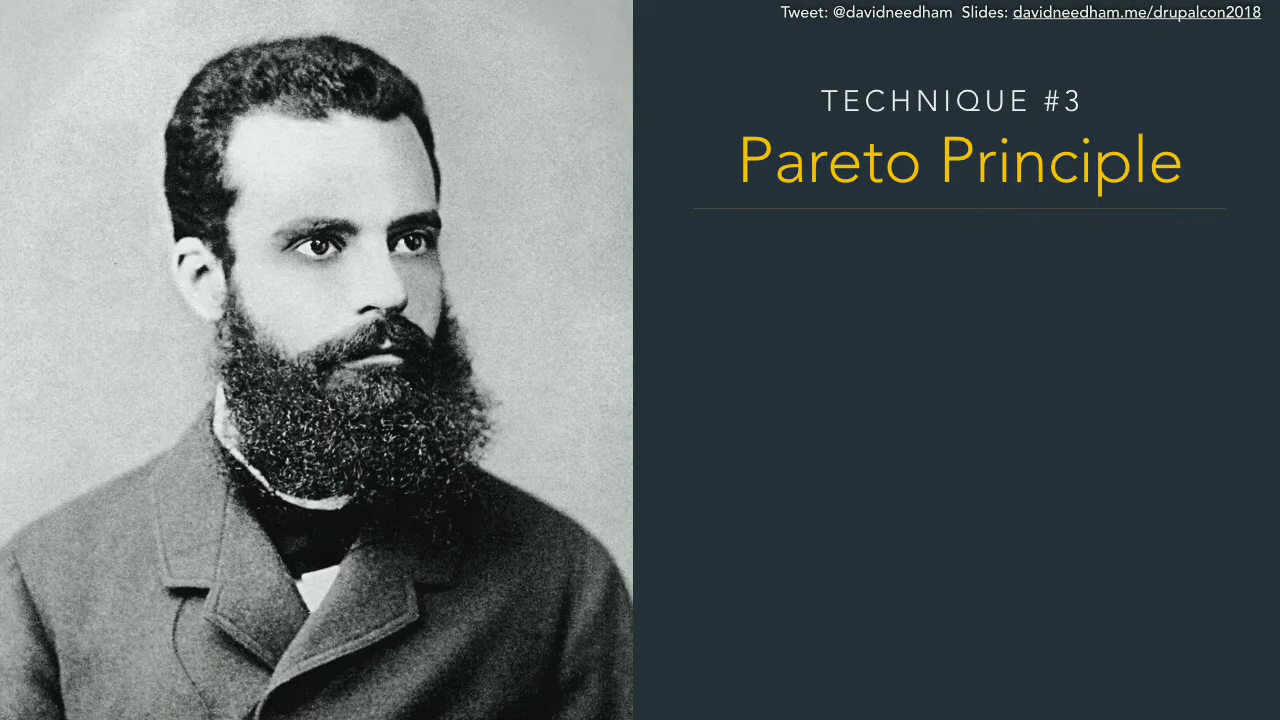 Tweet: @davidneedham Slides: davidneedham.me/drupalcon2018
TECHNIQUE #3
Pareto Principle